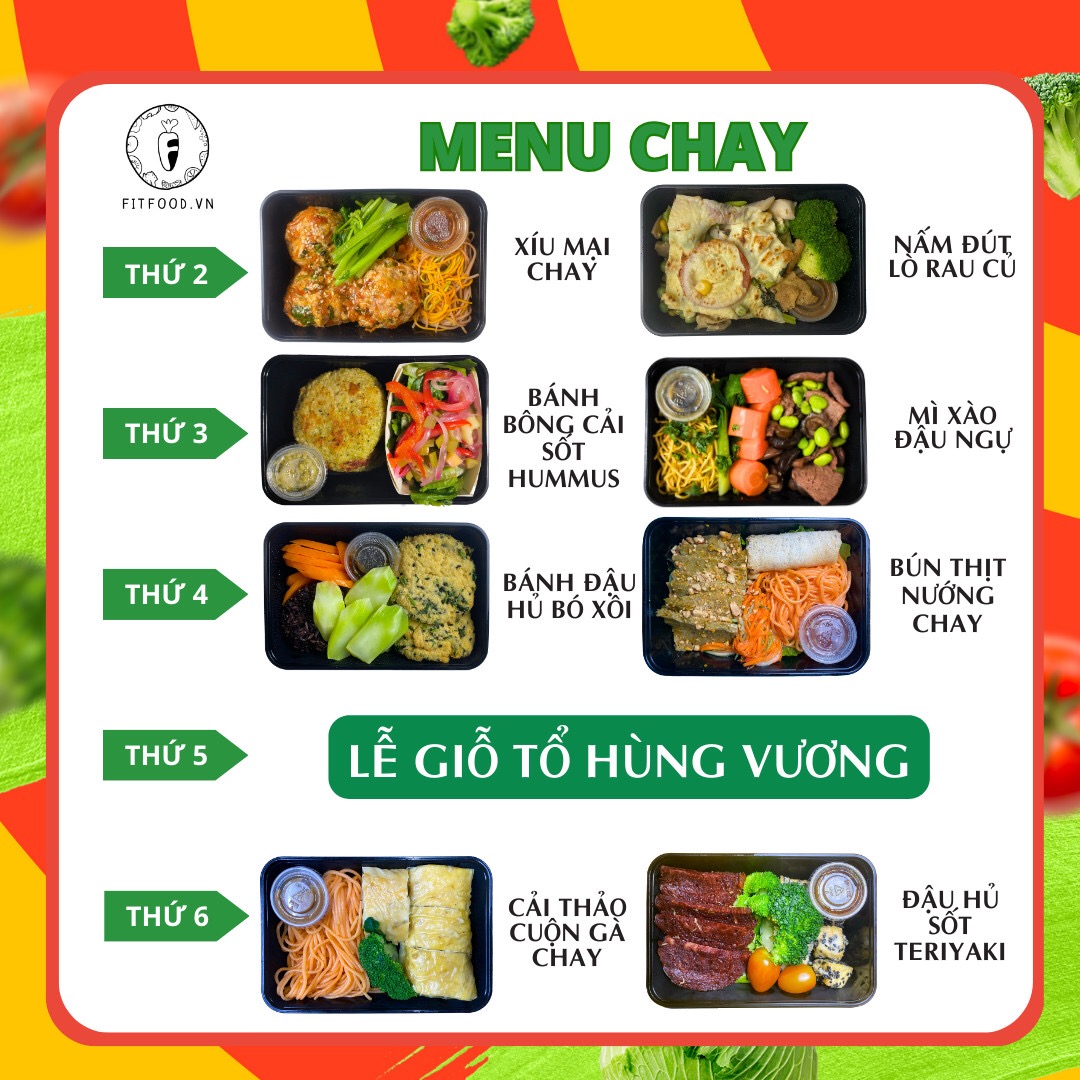 MENU CHAY
FITFOOD.VN
THỨ 2
XÍU MẠI
CHAY
NẤM ĐÚT
LÒ RAU CỦ
THỨ 3
BÁNH
BÔNG CẢI
SỐT
HUMMUS
MÌ XÀO
ĐẬU NGỰ
THỨ 4
BÁNH ĐẬU
HỦ BÓ XÔI
BÚN THỊT
NƯỚNG
CHAY
THỨ 5
LỄ GIỖ TỔ HÙNG VƯƠNG
THỨ 6
CẢI THẢO
CUỘN GÀ
CHAY
ĐẬU HỦ
SỐT
TERIYAKI